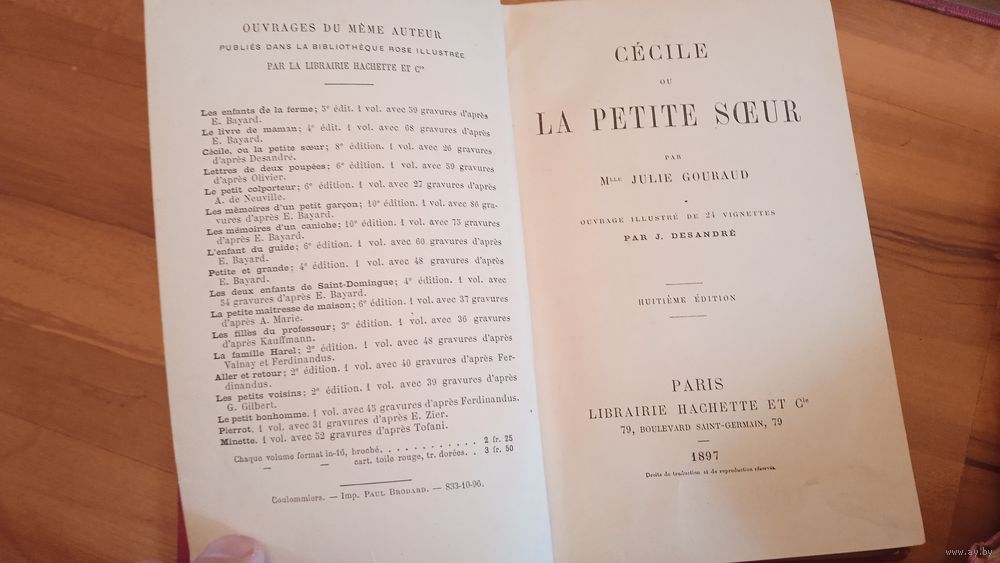 OUVRAGES DU MÊME AUTEUR
PUBLIÉS DANS LA BIBLIOTHÈQUE ROSE ILLUSTRÉE
PAR LA LIBRAIRIE HACHETTE ET Cie
Les enfants de la ferme; 5e édit. 1 vol. avec 59 gravures d'après
E. Bayard.
Le livre de maman; 4e édit. 1 vol. avec 68 gravures d'après
E. Bayard.
Cécile, ou la petite sœur; 8e édition. 1 vol. avec 26 gravures
d'après Desandré.
Lettres de deux poupées; 6e édition. 1 vol. avec 59 gravures
d'après Olivier.
Le petit colporteur; 6e édition. 1 vol. avec 27 gravures d'après
A. de Neuville.
Les mémoires d'un petit garçon; 10e édition. 1 vol. avec 86 gra-
vures d'après E. Bayard.
Les mémoires d'un caniche; 10e édition. 1 vol. avec 75 gravures
d'après E. Bayard.
L'enfant du guide; 6e édition. 1 vol. avec 60 gravures d'après
E. Bayard.
Petite et grande; 4e édition. 1 vol. avec 48 gravures d'après
E. Bayard.
Les deux enfants de Saint-Domingue; 4e édition. 1 vol. avec
54 gravures d'après E. Bayard.
La petite maîtresse de maison; 6e édition. 1 vol. avec 37 gravures
d'après A. Marie.
Les filles du professeur; 3e édition. 1 vol. avec 36 gravures
d'après Kauffmann.
La famille Harel; 2e édition. 1 vol. avec 48 gravures d'après
Valnay et Ferdinandus.
Aller et retour; 2e édition. 1 vol. avec 40 gravures d'après Fer-
dinandus.
Les petits voisins; 2e édition. 1 vol. avec 39 gravures d'après
G. Gilbert.
Le petit bonhomme. 1 vol. avec 45 gravures d'après Ferdinandus.
Pierrot. 1 vol. avec 31 gravures d'après E. Zier.
Minette. 1 vol. avec 52 gravures d'après Tofani.
Chaque volume format in-16, broché. . . . . . . . . . . . 2 fr. 25
— — cart. toile rouge, tr. dorées. . 3 fr. 50
Coulommiers. — Imp. PAUL BRODARD. — 833-10-96.
CÉCILE
OU
LA PETITE SŒUR
PAR
MLLE JULIE GOURAUD
OUVRAGE ILLUSTRÉ DE 24 VIGNETTES
PAR J. DESANDRÉ
HUITIÈME ÉDITION
PARIS
LIBRAIRIE HACHETTE ET Cie
79, BOULEVARD SAINT-GERMAIN, 79
1897
Droits de traduction et de reproduction réservés.
www.ay.by